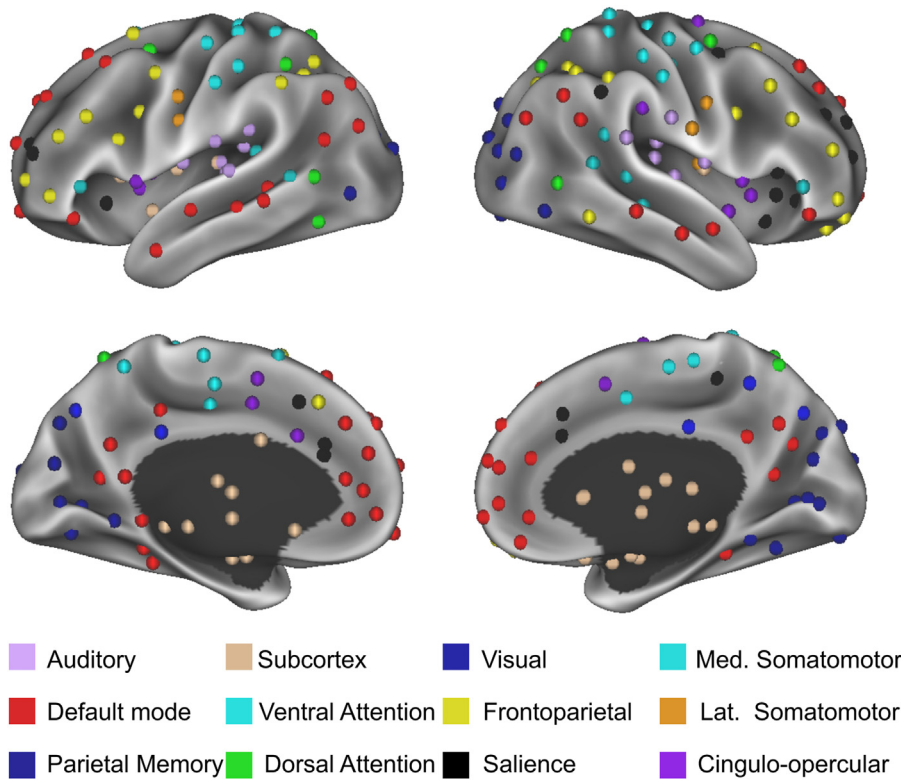 Auditory Subcortex Visual Med. Somatomotor
Default mode Ventral Attention Frontoparietal Lat. Somatomotor
Parietal Memory Dorsal Attention Salience Cingulo-opercular